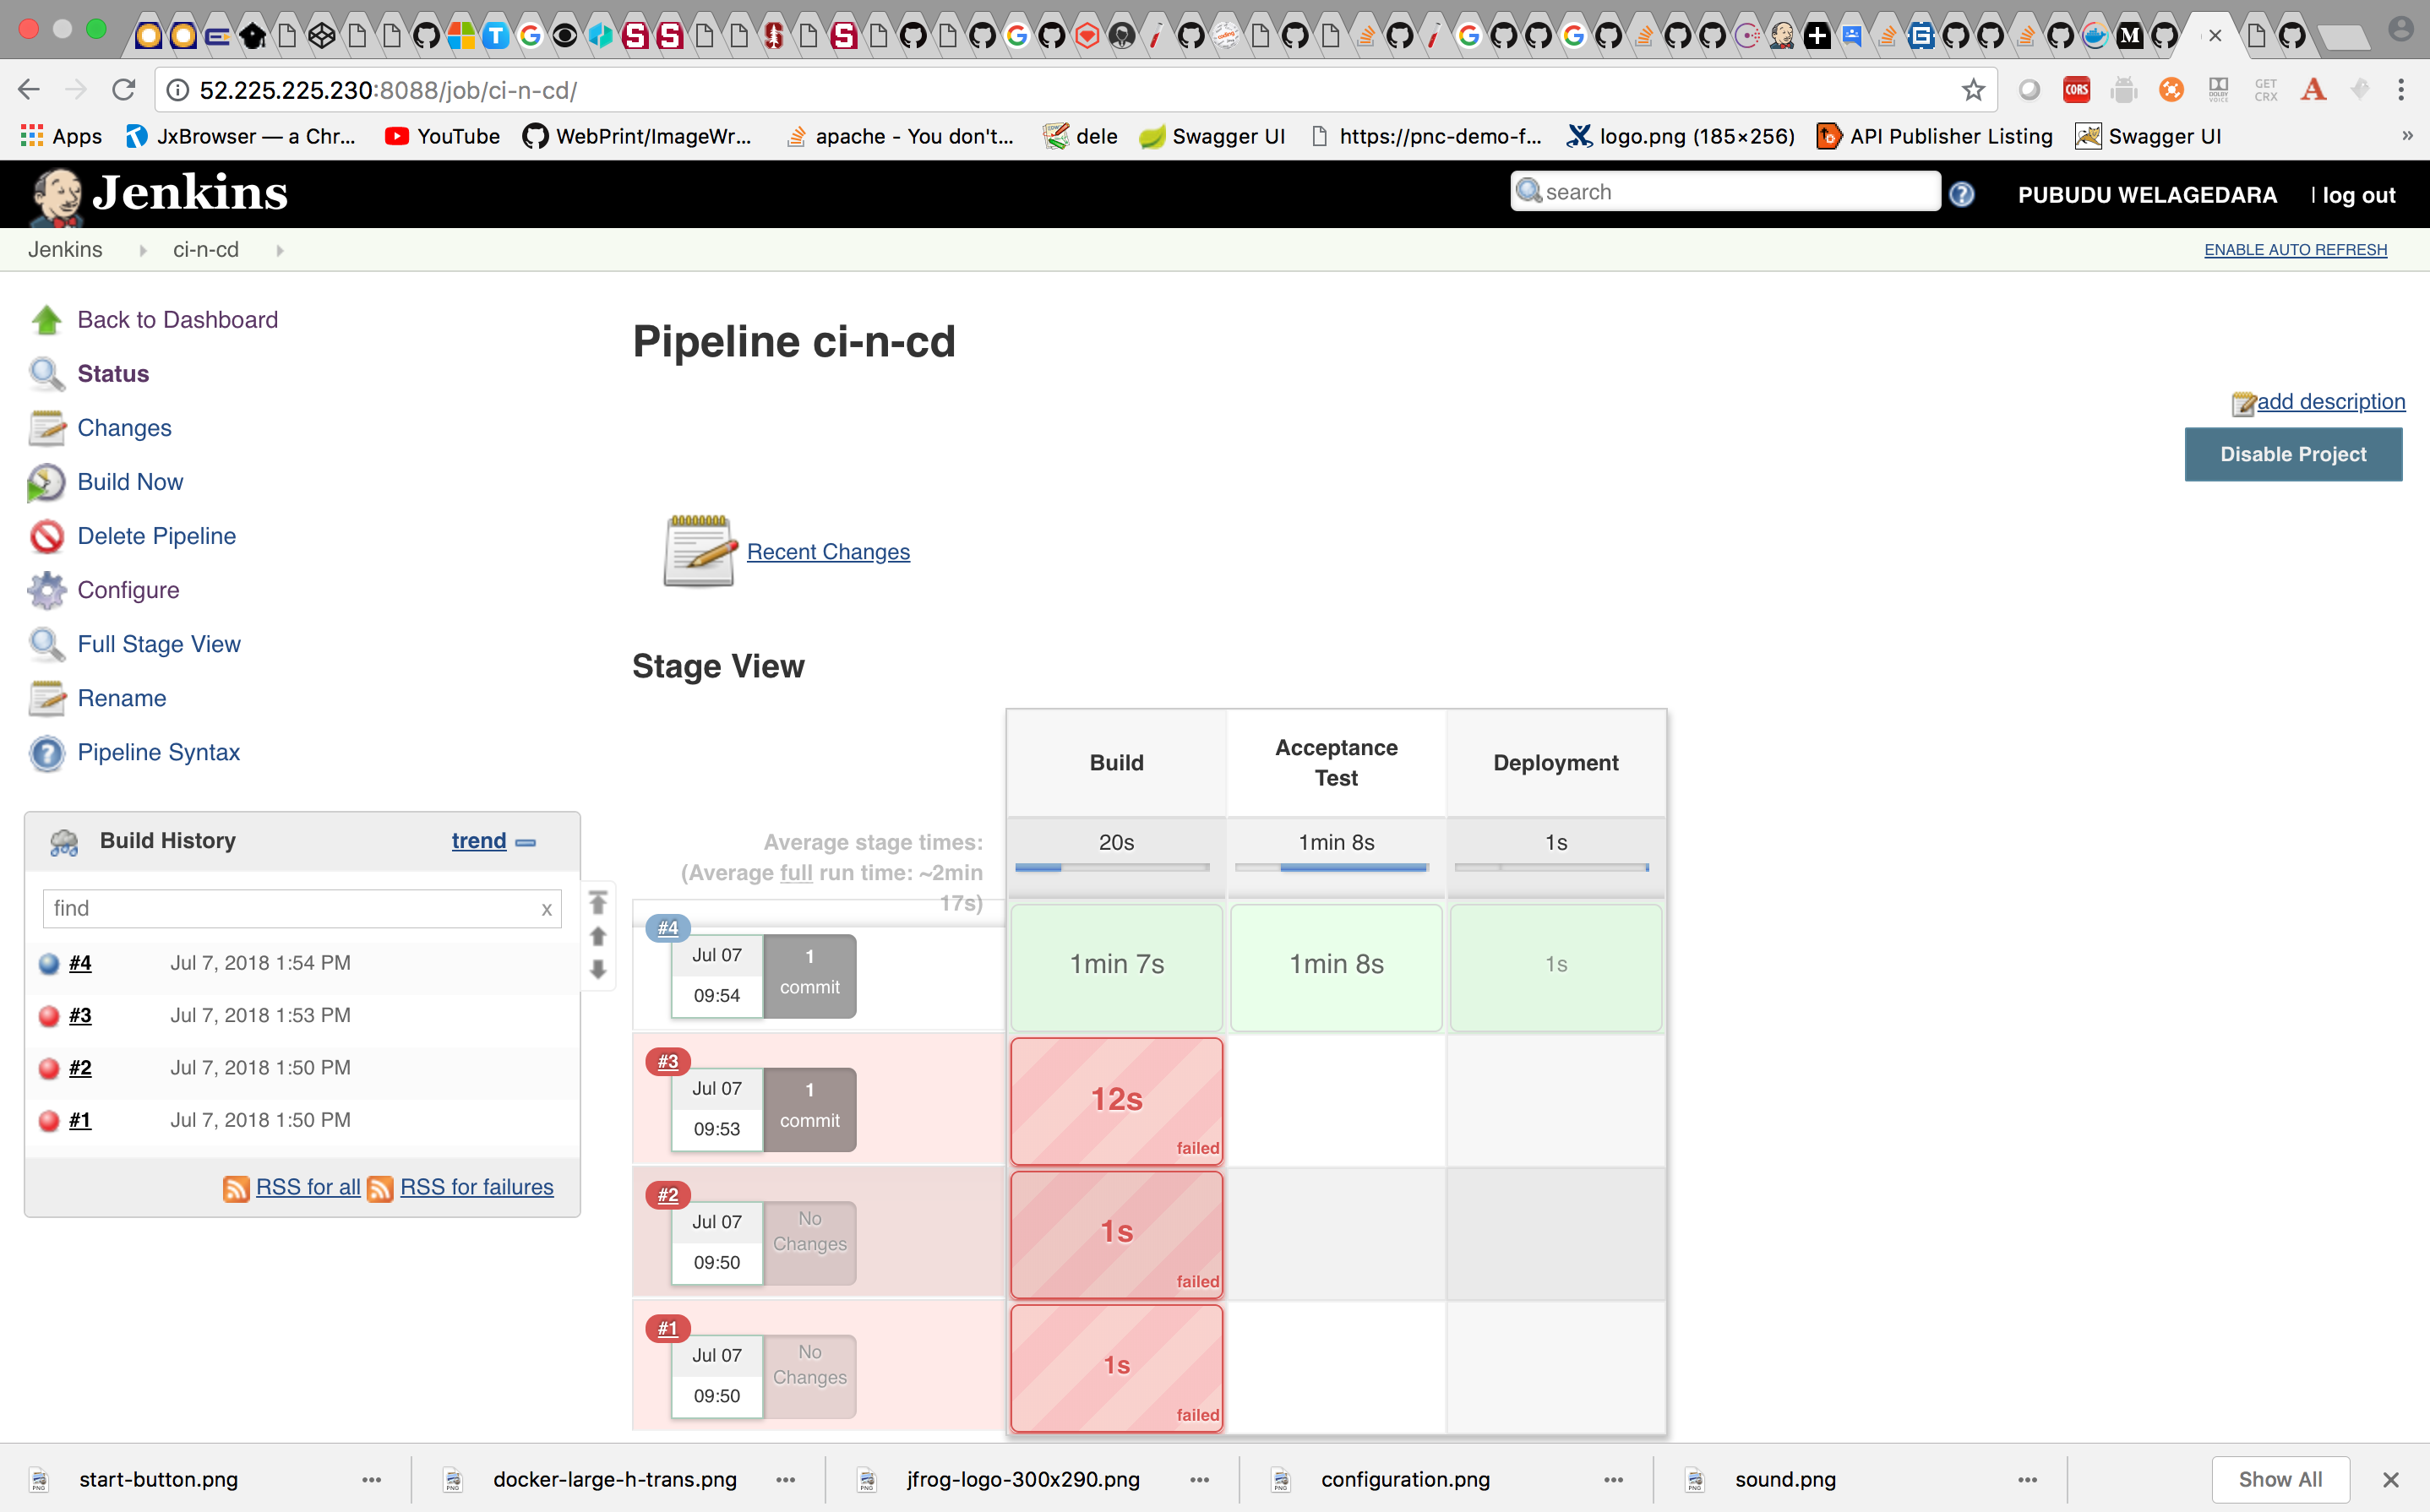 52.225.225.230:8088/job/ci-n-cd/
Apps JxBrowser — a Chr... YouTube WebPrint/ImageWr... apache - You don't... dele Swagger UI https://pnc-demo-f... logo.png (185×256) API Publisher Listing Swagger UI »
CORS DOLBY VOICE GET CRX
Jenkins
search
PUBUDU WELAGEDARA | log out
Jenkins ci-n-cd
ENABLE AUTO REFRESH
Back to Dashboard
Status
Changes
Build Now
Delete Pipeline
Configure
Full Stage View
Rename
Pipeline Syntax
Build History trend
find x
#4 Jul 7, 2018 1:54 PM
#3 Jul 7, 2018 1:53 PM
#2 Jul 7, 2018 1:50 PM
#1 Jul 7, 2018 1:50 PM
RSS for all RSS for failures
Pipeline ci-n-cd
add description
Disable Project
Recent Changes
Stage View
Build Acceptance Test Deployment
Average stage times: 20s 1min 8s 1s
(Average full run time: ~2min
17s)
#4
Jul 07
09:54
1
commit
1min 7s 1min 8s 1s
#3
Jul 07
09:53
1
commit
12s
failed
#2
Jul 07
09:50
No
Changes
1s
failed
#1
Jul 07
09:50
No
Changes
1s
failed
start-button.png docker-large-h-trans.png jfrog-logo-300x290.png configuration.png sound.png Show All